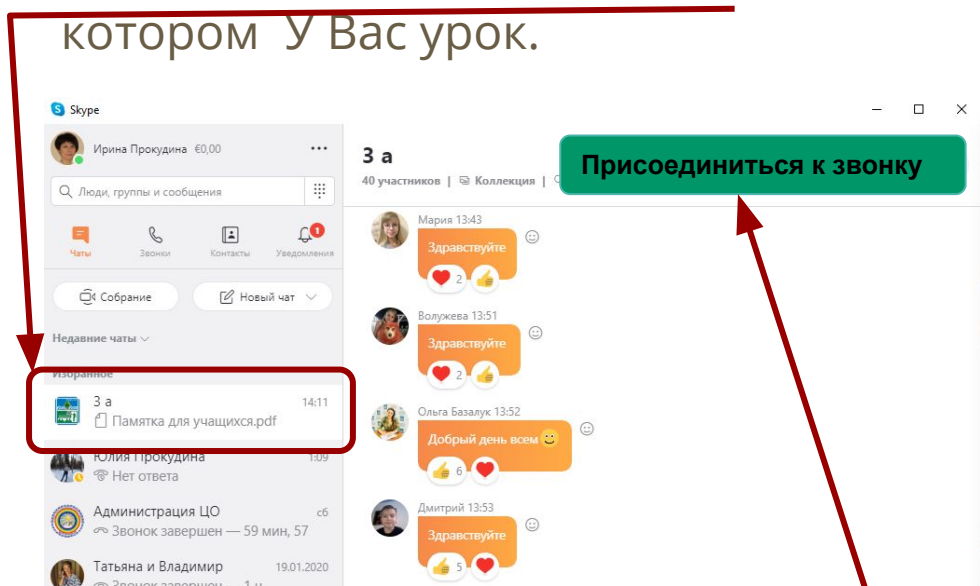 котором У Вас урок.
Skype
Ирина Прокудина €0,00
Люди, группы и сообщения
Чаты Звонки Контакты Уведомления
1
Собрание Новый чат
Недавние чаты
Избранное
3 а 14:11
Памятка для учащихся.pdf
Юлия Прокудина 1:09
Нет ответа
Администрация ЦО сб
Звонок завершен — 59 мин, 57
Татьяна и Владимир 19.01.2020
Звонок завершен — 1 ч
3 а
40 участников | Коллекция |
Присоединиться к звонку
Мария 13:43
Здравствуйте
2
Волужева 13:51
Здравствуйте
2
Ольга Базалук 13:52
Добрый день всем
6
Дмитрий 13:53
Здравствуйте
5